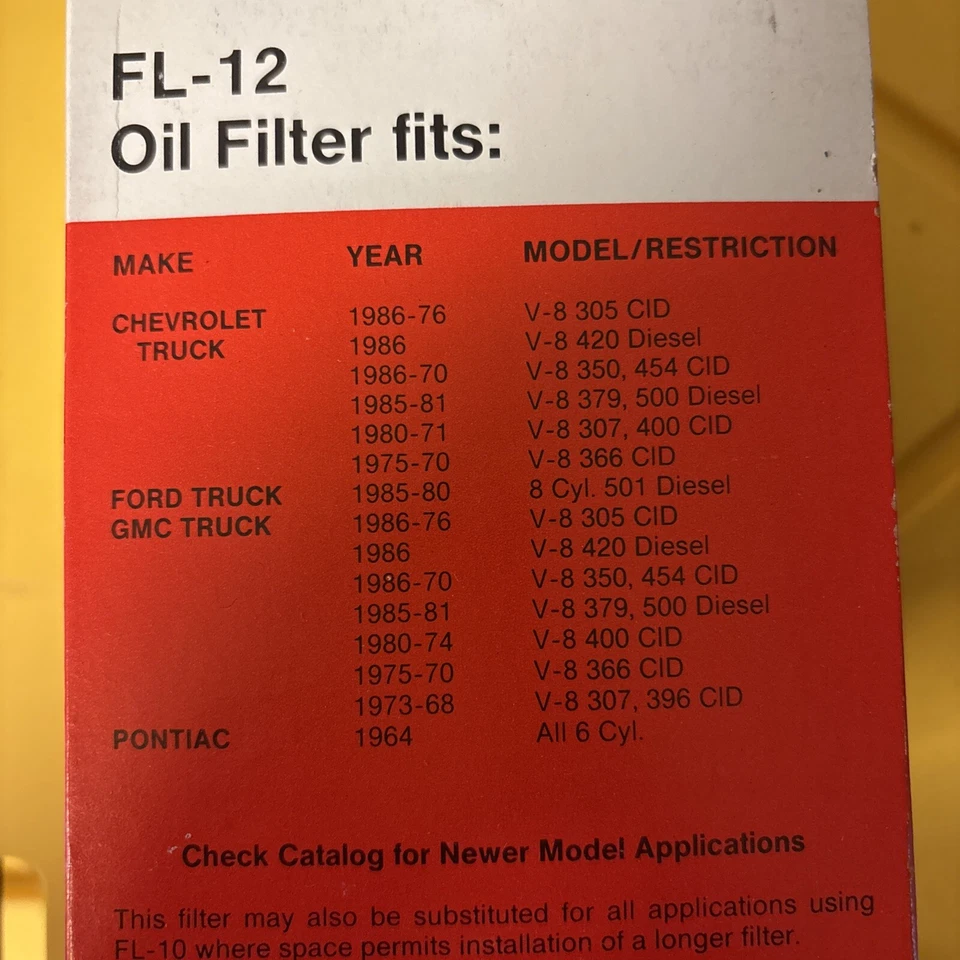 FL-12
Oil Filter fits:
MAKE YEAR MODEL/RESTRICTION
CHEVROLET 1986-76 V-8 305 CID
TRUCK 1986 V-8 420 Diesel
1986-70 V-8 350, 454 CID
1985-81 V-8 379, 500 Diesel
1980-71 V-8 307, 400 CID
1975-70 V-8 366 CID
FORD TRUCK 1985-80 8 Cyl. 501 Diesel
GMC TRUCK 1986-76 V-8 305 CID
1986 V-8 420 Diesel
1986-70 V-8 350, 454 CID
1985-81 V-8 379, 500 Diesel
1980-74 V-8 400 CID
1975-70 V-8 366 CID
1973-68 V-8 307, 396 CID
PONTIAC 1964 All 6 Cyl.
Check Catalog for Newer Model Applications
This filter may also be substituted for all applications using
FL-10 where space permits installation of a longer filter.